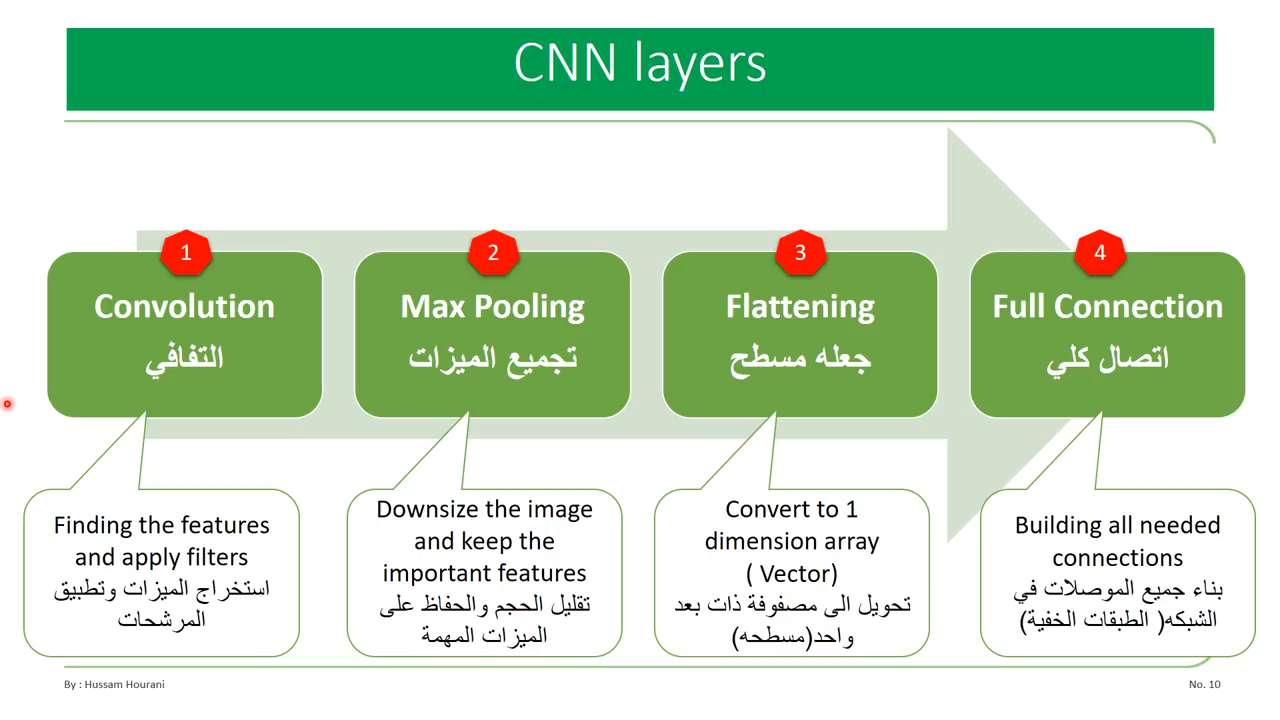 CNN layers
1
Convolution
التفافي
Finding the features
and apply filters
استخراج الميزات وتطبيق
المرشحات
2
Max Pooling
تجميع الميزات
Downsize the image
and keep the
important features
تقليل الحجم والحفاظ على
الميزات المهمة
3
Flattening
جعله مسطح
Convert to 1
dimension array
( Vector)
تحويل الى مصفوفة ذات بعد
واحد(مسطحه)
4
Full Connection
اتصال كلي
Building all needed
connections
بناء جميع الموصلات في
الشبكه( الطبقات الخفية)
By : Hussam Hourani
No. 10